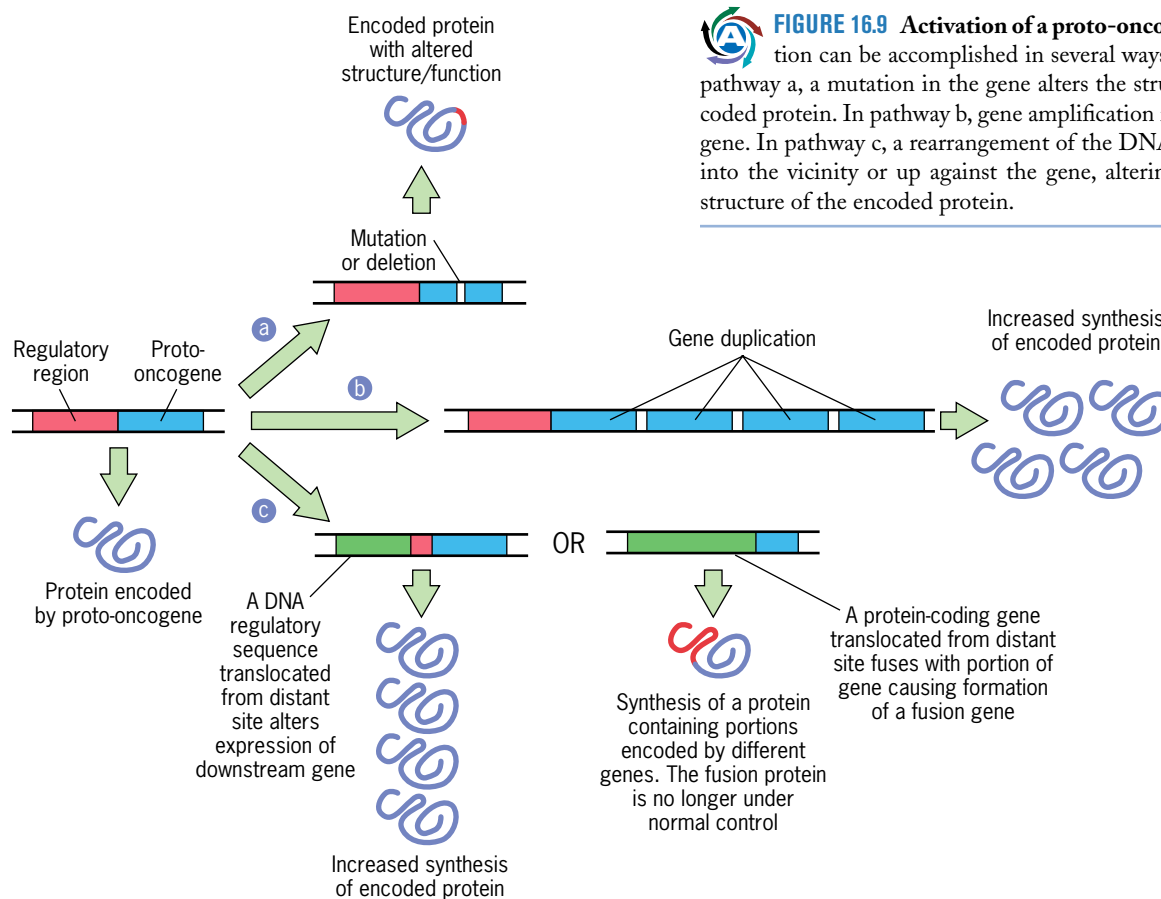 Encoded protein
with altered
structure/function
FIGURE 16.9 Activation of a proto-onco
tion can be accomplished in several ways
pathway a, a mutation in the gene alters the stru
coded protein. In pathway b, gene amplification
gene. In pathway c, a rearrangement of the DNA
into the vicinity or up against the gene, alterin
structure of the encoded protein.
A
Mutation
or deletion
a
Regulatory
region
Proto-
oncogene
b
Gene duplication
Increased synthesis
of encoded protein
c
Protein encoded
by proto-oncogene
OR
A DNA
regulatory
sequence
translocated
from distant
site alters
expression of
downstream gene
Increased synthesis
of encoded protein
Synthesis of a protein
containing portions
encoded by different
genes. The fusion protein
is no longer under
normal control
A protein-coding gene
translocated from distant
site fuses with portion of
gene causing formation
of a fusion gene